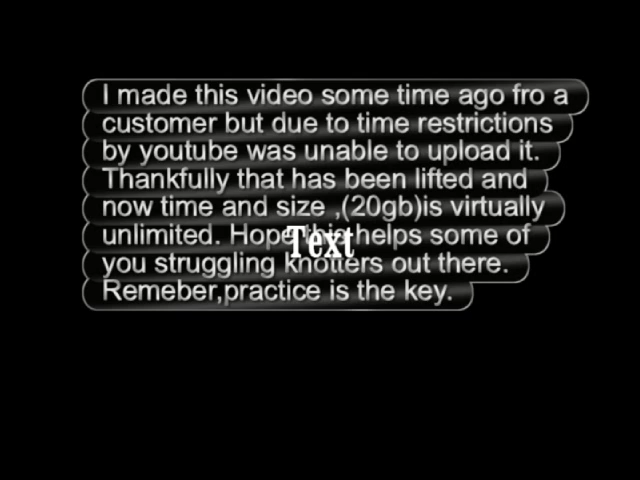 I made this video some time ago fro a
customer but due to time restrictions
by youtube was unable to upload it.
Thankfully that has been lifted and
now time and size ,(20gb)is virtually
unlimited. Hope this helps some of
Text
you struggling knotters out there.
Remeber,practice is the key.